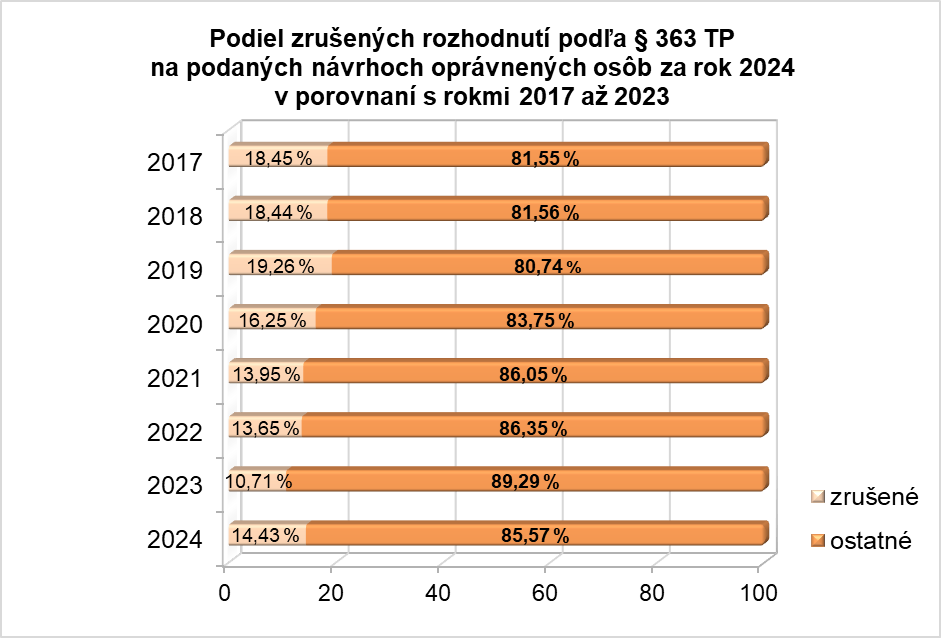 Podiel zrušených rozhodnutí podľa § 363 TP
na podaných návrhoch oprávnených osôb za rok 2024
v porovnaní s rokmi 2017 až 2023
2017 18,45 % 81,55 %
2018 18,44 % 81,56 %
2019 19,26 % 80,74 %
2020 16,25 % 83,75 %
2021 13,95 % 86,05 %
2022 13,65 % 86,35 %
2023 10,71 % 89,29 %
2024 14,43 % 85,57 %
zrušené
ostatné
0 20 40 60 80 100